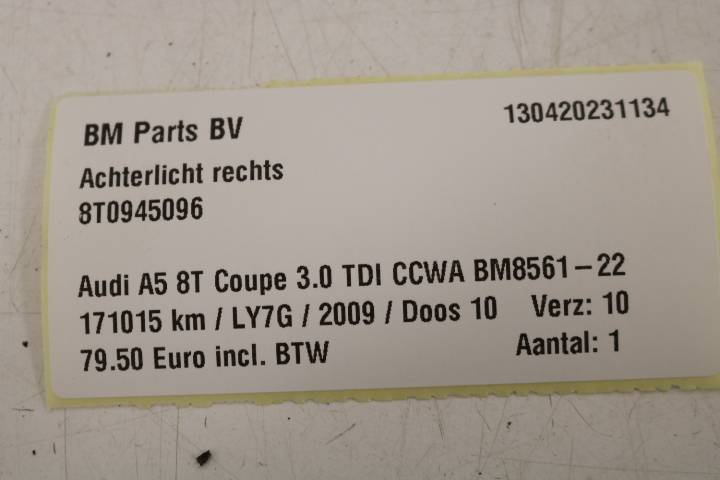 BM Parts BV 130420231134
Achterlicht rechts
8T0945096
Audi A5 8T Coupe 3.0 TDI CCWA BM8561-22
171015 km / LY7G / 2009 / Doos 10 Verz: 10
79.50 Euro incl. BTW Aantal: 1